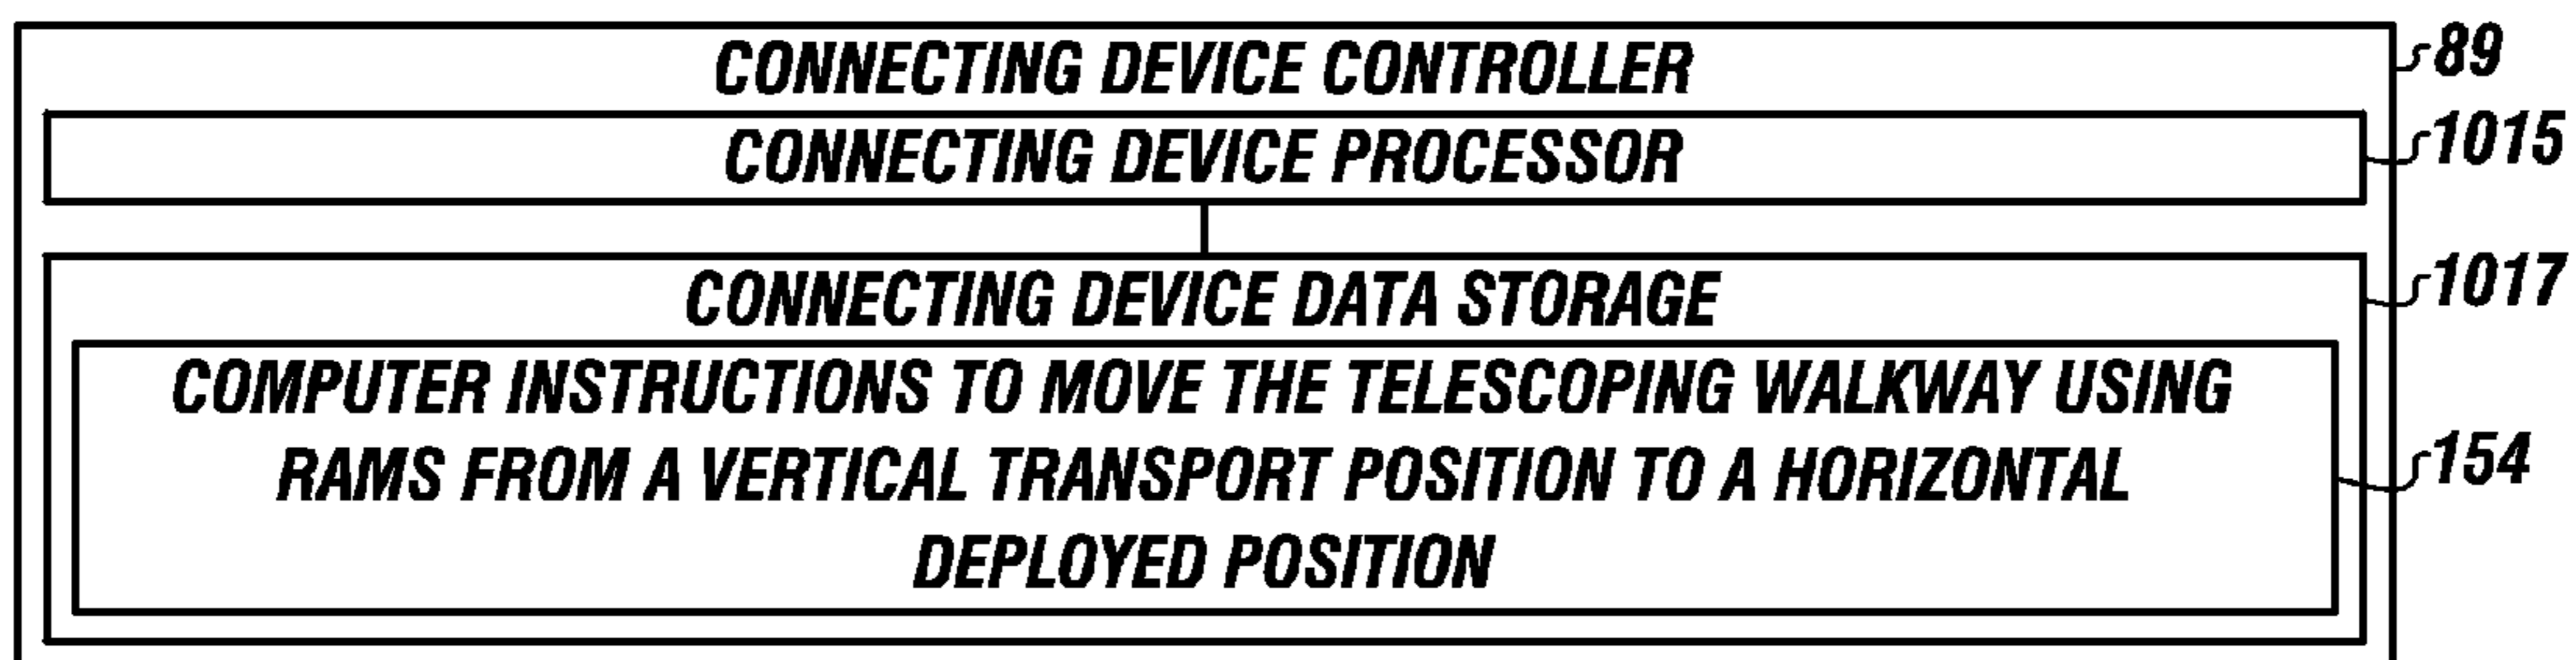 CONNECTING DEVICE CONTROLLER 89
CONNECTING DEVICE PROCESSOR 1015
CONNECTING DEVICE DATA STORAGE 1017
COMPUTER INSTRUCTIONS TO MOVE THE TELESCOPING WALKWAY USING
RAMS FROM A VERTICAL TRANSPORT POSITION TO A HORIZONTAL 154
DEPLOYED POSITION